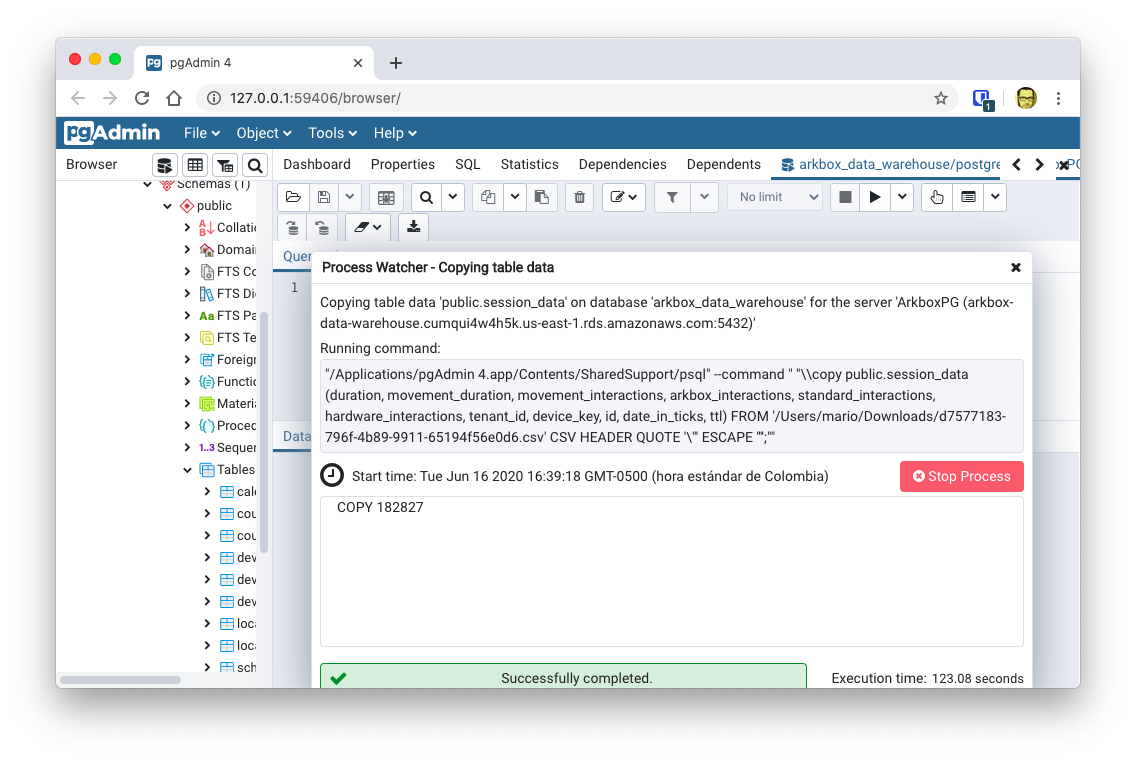 pgAdmin 4
127.0.0.1:59406/browser/
1
pgAdmin File Object Tools Help
Browser Dashboard Properties SQL Statistics Dependencies Dependents arkbox_data_warehouse/postgre
Schemas (1)
public
Collati
Domai
FTS Co
FTS Di
FTS Pa
FTS Te
Foreign
Functio
Materi
Proced
1..3 Sequer
Tables
cale
cou
cou
dev
dev
dev
loca
loca
sch
No limit
Quer
1
Data
Process Watcher - Copying table data
Copying table data 'public.session_data' on database 'arkbox_data_warehouse' for the server 'ArkboxPG (arkbox-
data-warehouse.cumqui4w4h5k.us-east-1.rds.amazonaws.com:5432)'
Running command:
"/Applications/pgAdmin 4.app/Contents/SharedSupport/psql" --command " "\\copy public.session_data
(duration, movement_duration, movement_interactions, arkbox_interactions, standard_interactions,
hardware_interactions, tenant_id, device_key, id, date_in_ticks, ttl) FROM '/Users/mario/Downloads/d7577183-
796f-4b89-9911-65194f56e0d6.csv' CSV HEADER QUOTE '\"' ESCAPE '''';""
Start time: Tue Jun 16 2020 16:39:18 GMT-0500 (hora estándar de Colombia)
Stop Process
COPY 182827
Successfully completed.
Execution time: 123.08 seconds